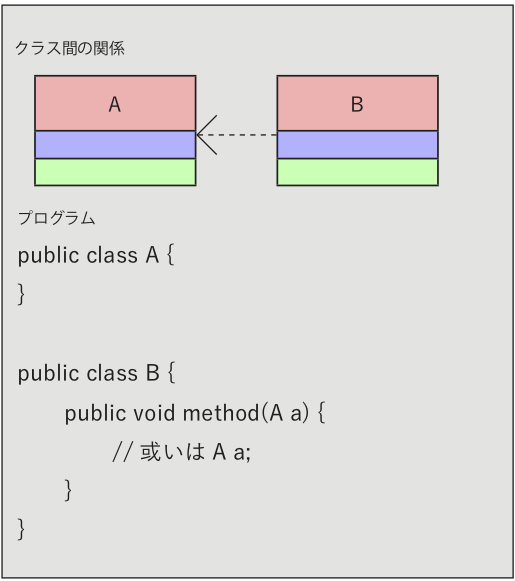 クラス間の関係
A B
プログラム
public class A {
}
public class B {
public void method(A a) {
// 或いは A a;
}
}